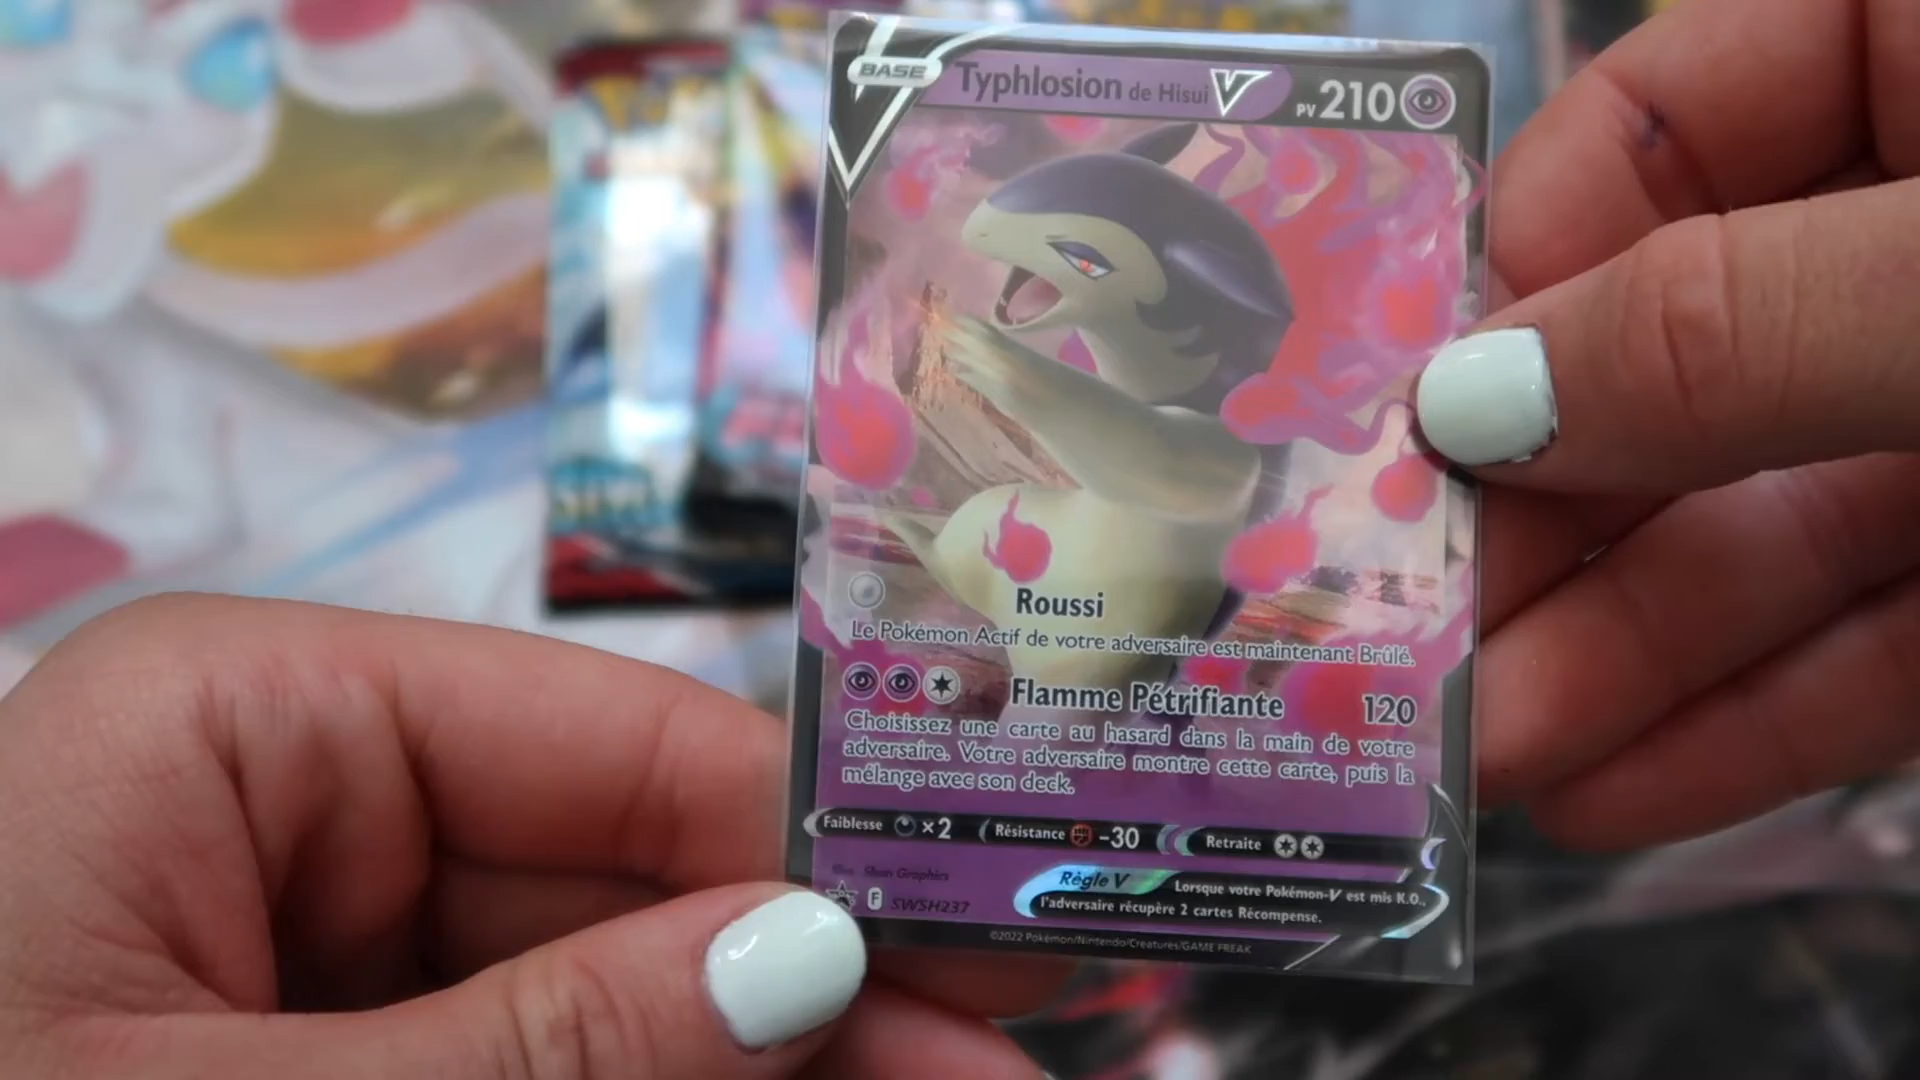 BASE Typhlosion de Hisui V PV 210
Roussi
Le Pokémon Actif de votre adversaire est maintenant Brûlé.
Flamme Pétrifiante 120
Choisissez une carte au hasard dans la main de votre
adversaire. Votre adversaire montre cette carte, puis la
mélange avec son deck.
Faiblesse ×2 Résistance -30 Retraite
Illus. 5ban Graphics
F SWSH237
Règle V Lorsque votre Pokémon-V est mis K.O.,
l'adversaire récupère 2 cartes Récompense.
©2022 Pokémon/Nintendo/Creatures/GAME FREAK